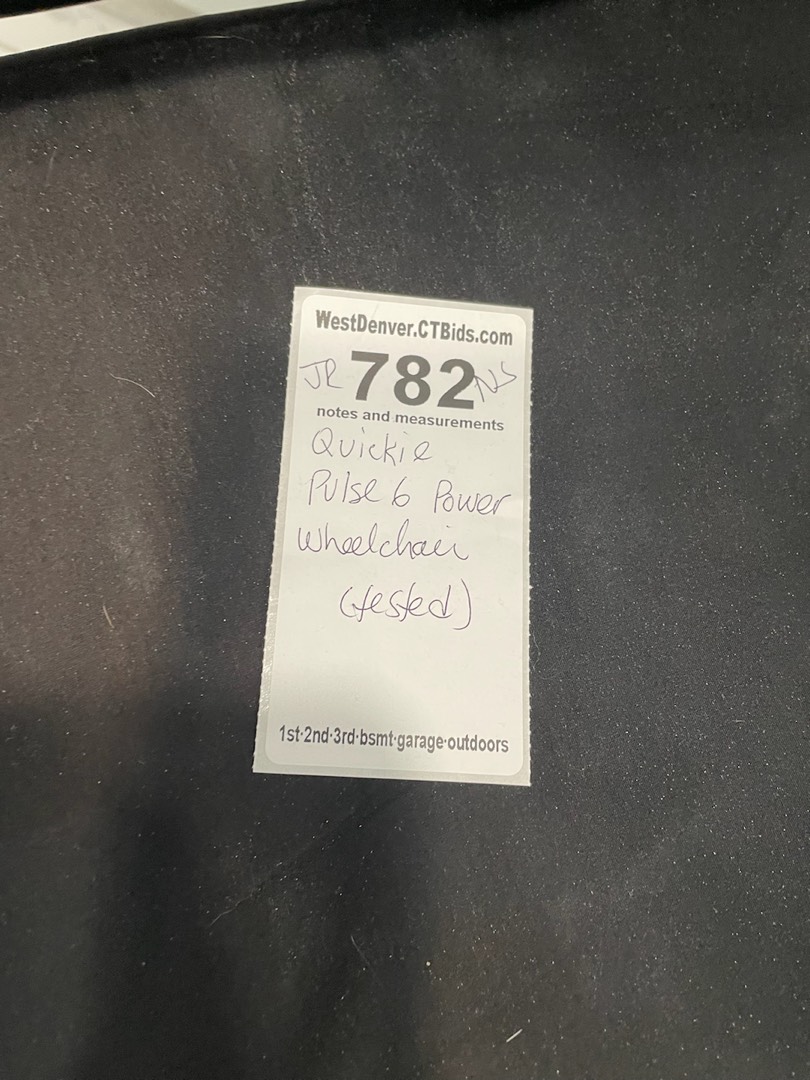 WestDenver.CTBids.com
JR 782 NS
notes and measurements
Quickie
Pulse 6 Power
Wheelchair
(tested)
1st·2nd·3rd·bsmt·garage·outdoors